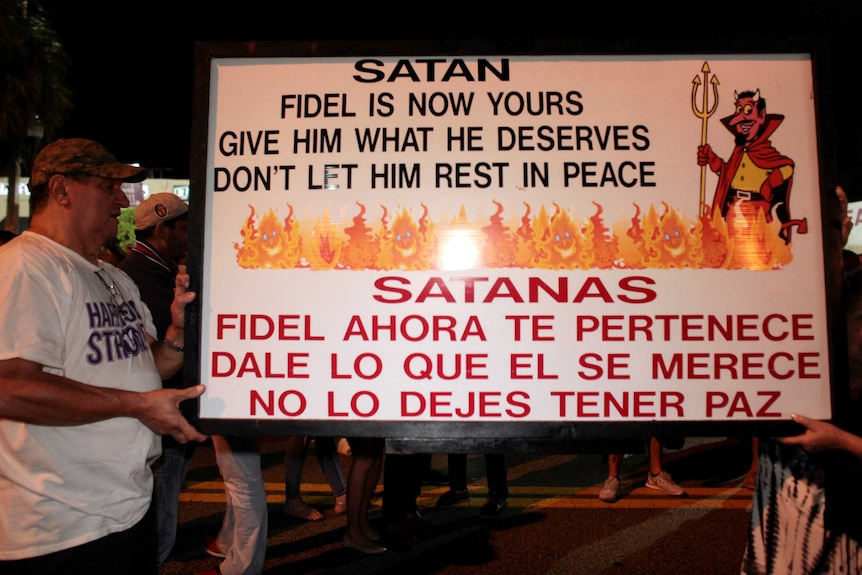 SATAN
FIDEL IS NOW YOURS
GIVE HIM WHAT HE DESERVES
DON'T LET HIM REST IN PEACE
SATANAS
FIDEL AHORA TE PERTENECE
DALE LO QUE EL SE MERECE
NO LO DEJES TENER PAZ
STRONG